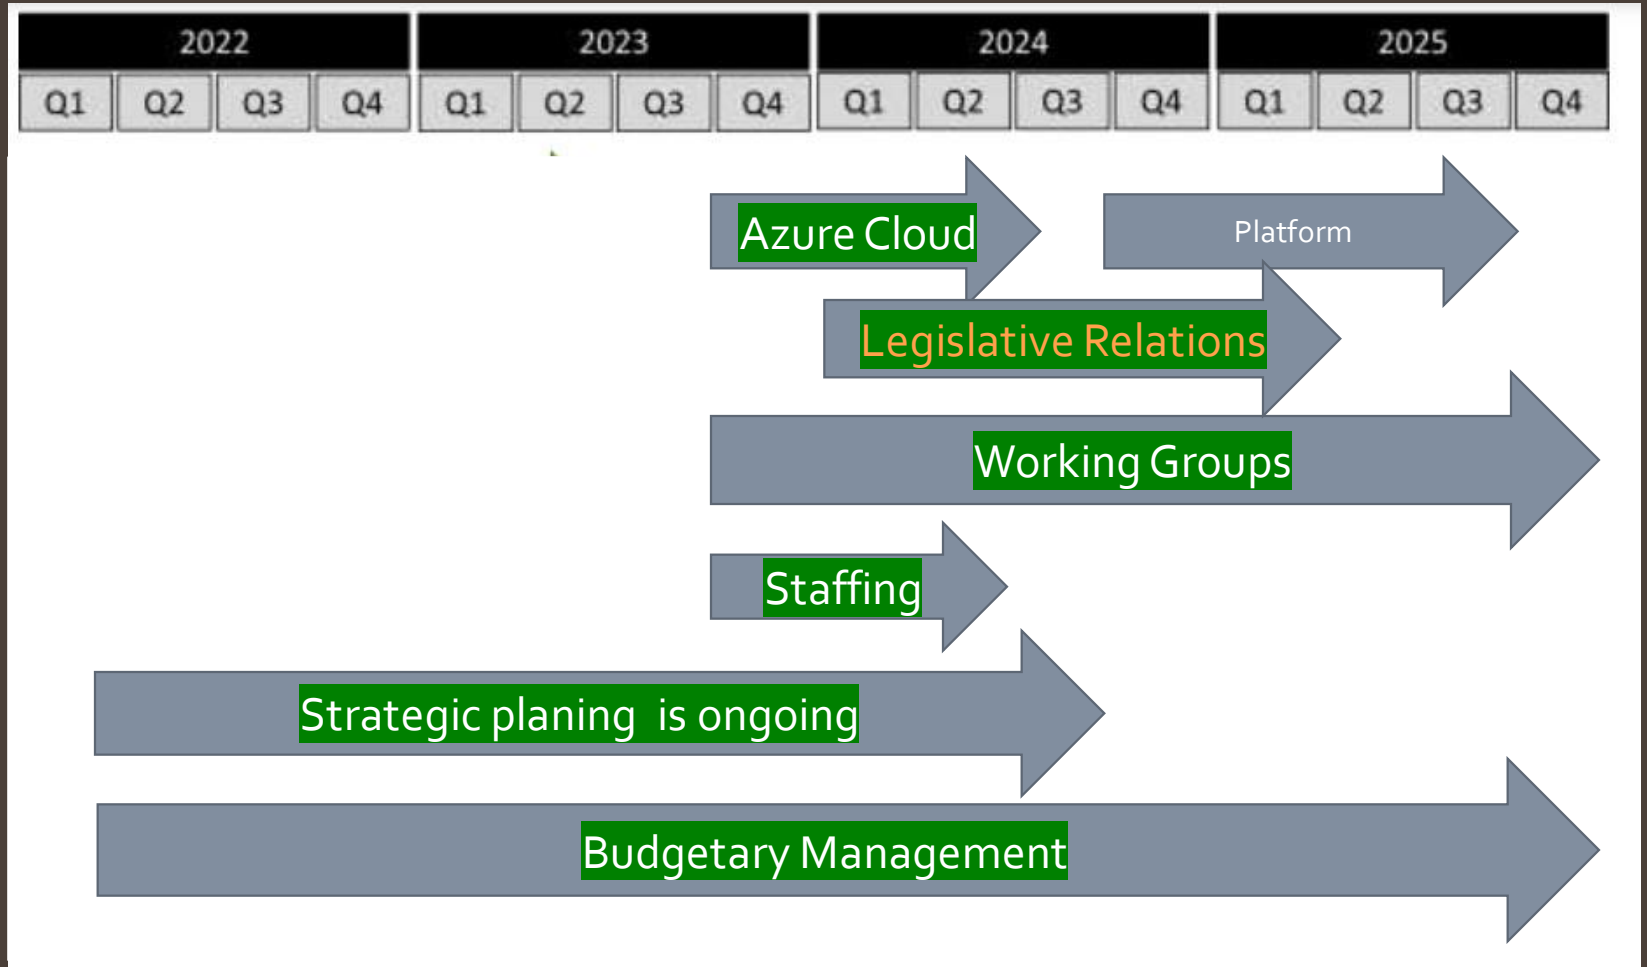 2022 2023 2024 2025
Q1 Q2 Q3 Q4 Q1 Q2 Q3 Q4 Q1 Q2 Q3 Q4 Q1 Q2 Q3 Q4
Azure Cloud Platform
Legislative Relations
Working Groups
Staffing
Strategic planing  is ongoing
Budgetary Management